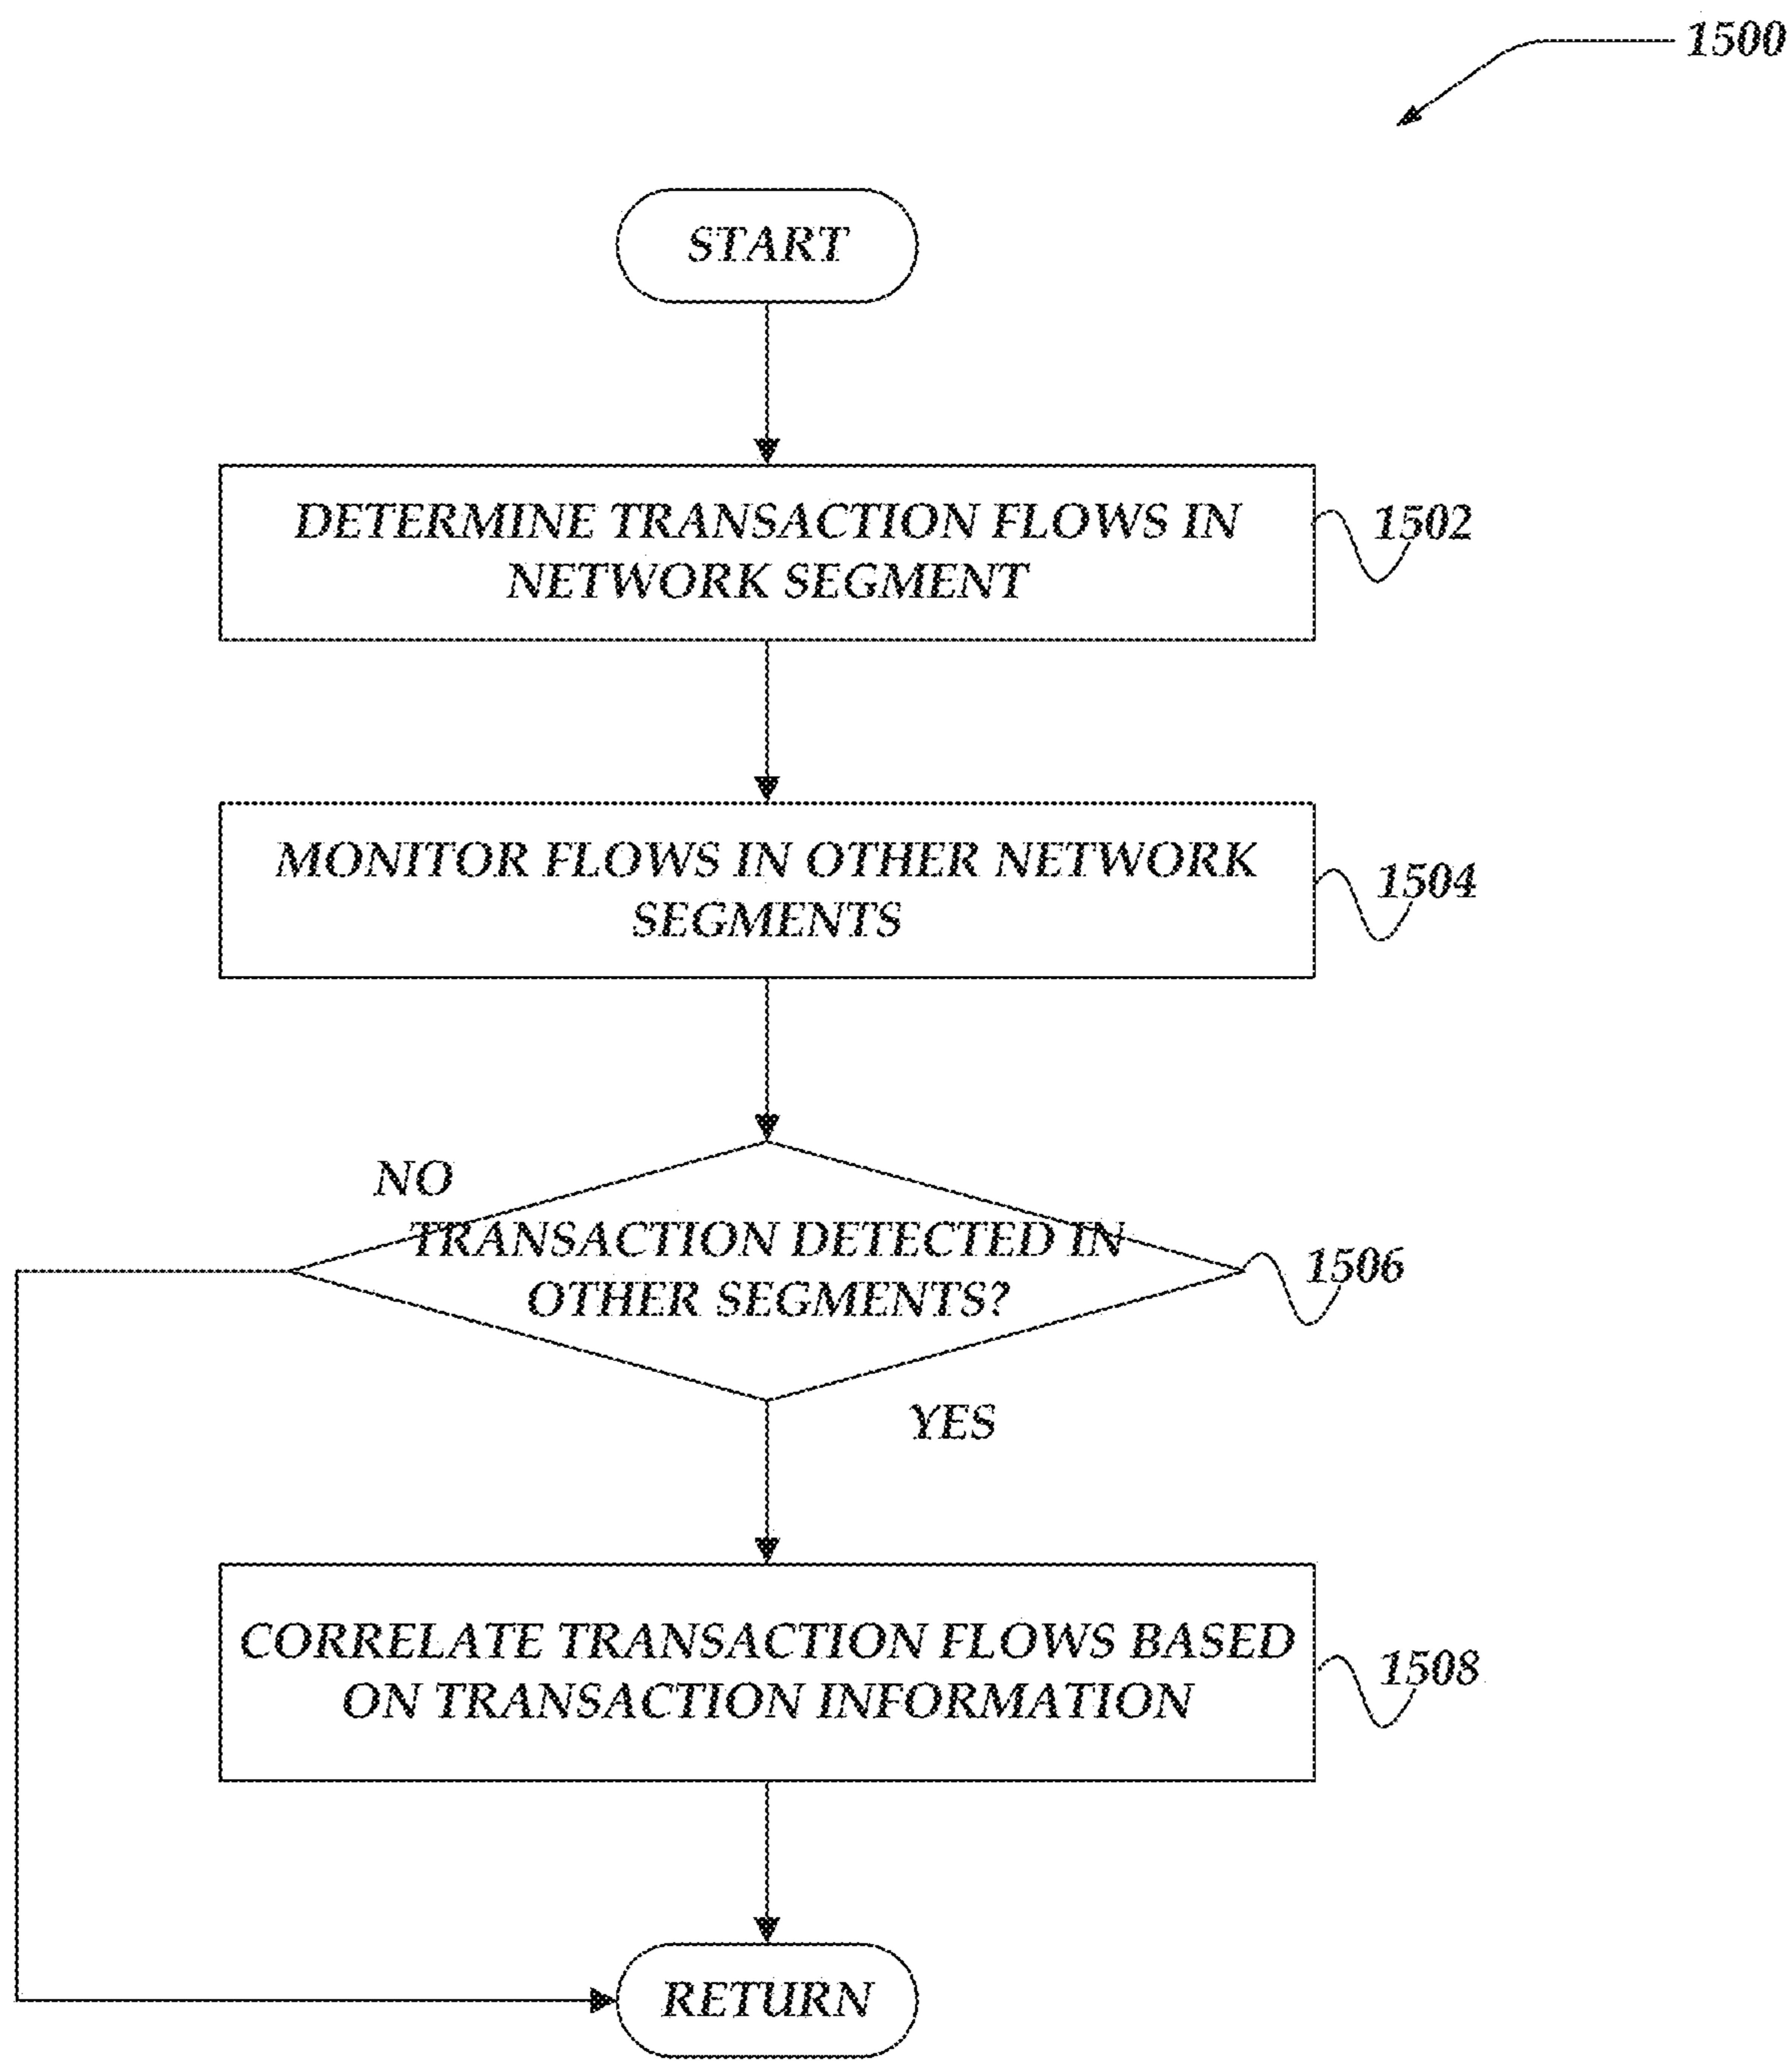 1500
START
DETERMINE TRANSACTION FLOWS IN
NETWORK SEGMENT
1502
MONITOR FLOWS IN OTHER NETWORK
SEGMENTS
1504
NO
TRANSACTION DETECTED IN
OTHER SEGMENTS?
1506
YES
CORRELATE TRANSACTION FLOWS BASED
ON TRANSACTION INFORMATION
1508
RETURN